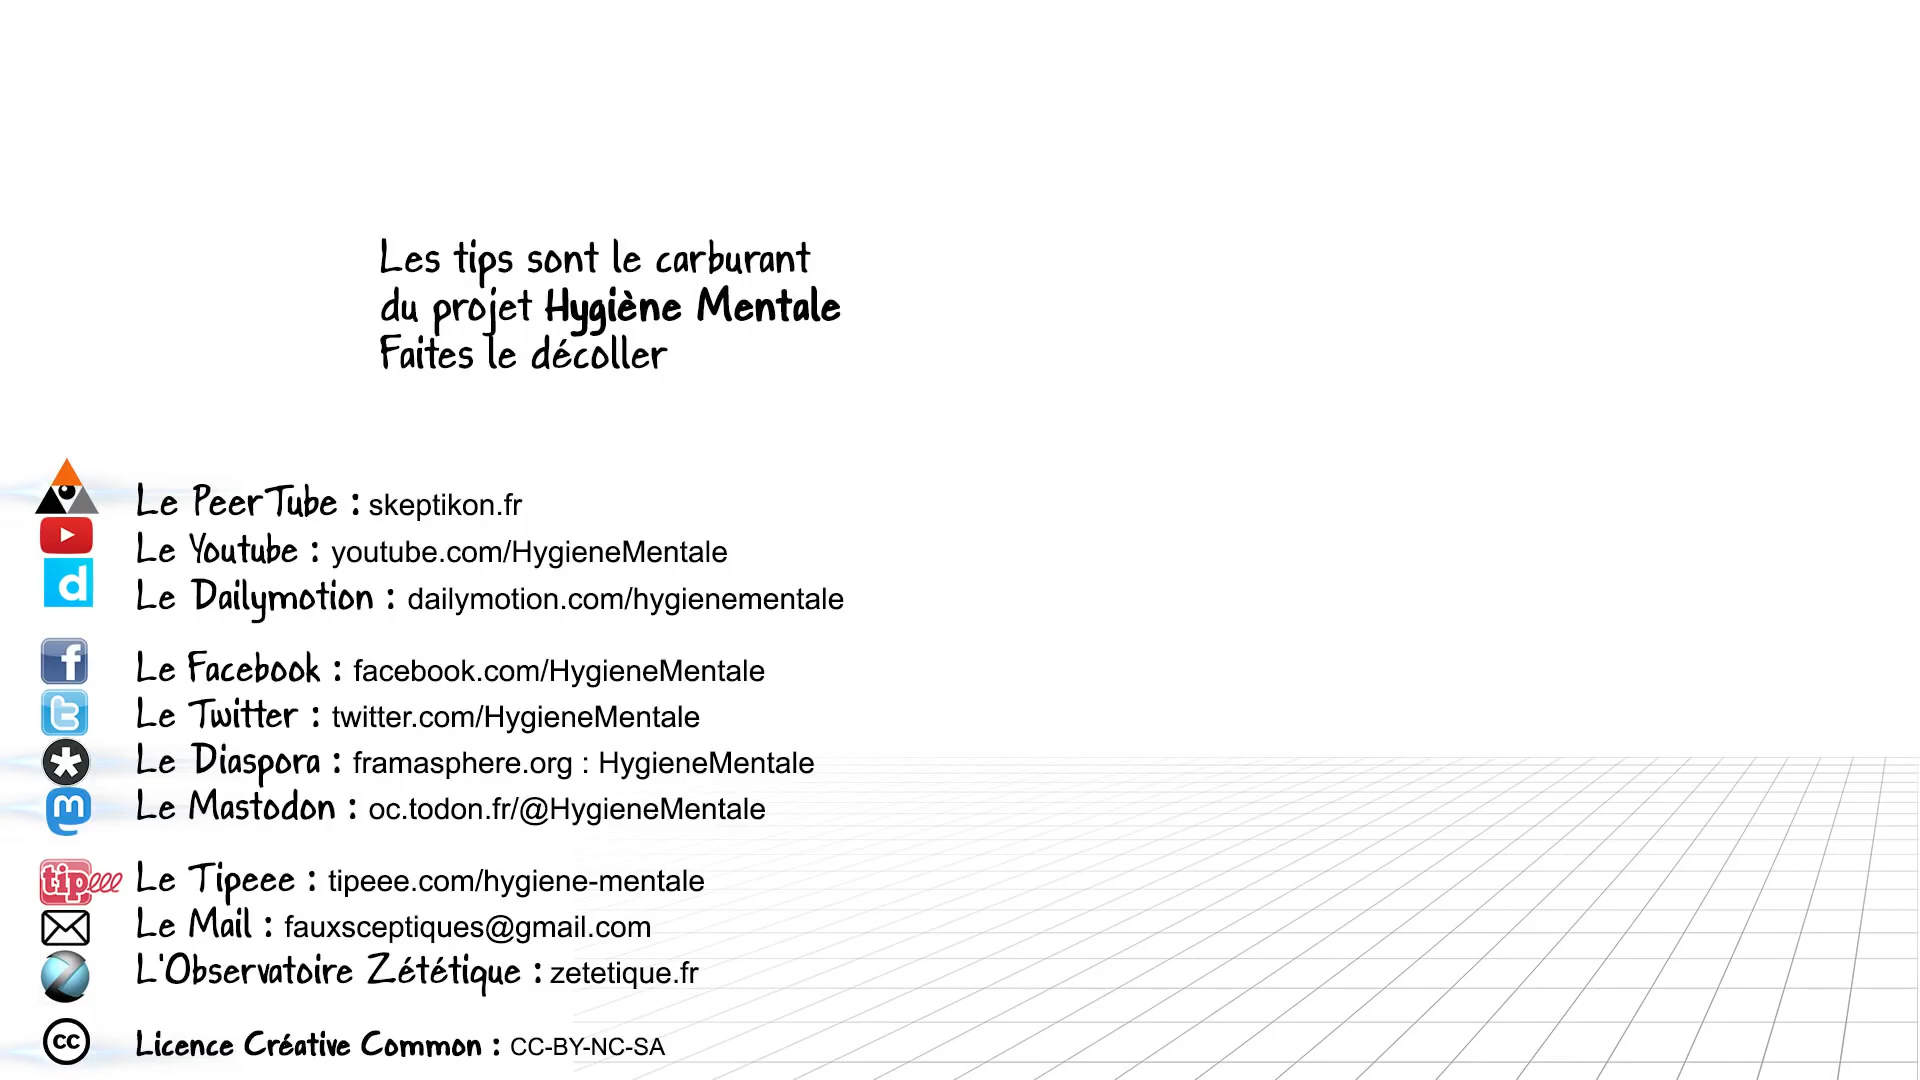 Les tips sont le carburant
du projet Hygiène Mentale
Faites le décoller
Le PeerTube : skeptikon.fr
Le Youtube : youtube.com/HygieneMentale
d
Le Dailymotion : dailymotion.com/hygienementale
f
Le Facebook : facebook.com/HygieneMentale
t
Le Twitter : twitter.com/HygieneMentale
Le Diaspora : framasphere.org : HygieneMentale
m
Le Mastodon : oc.todon.fr/@HygieneMentale
tipeee
Le Tipeee : tipeee.com/hygiene-mentale
Le Mail : fauxsceptiques@gmail.com
Z
L'Observatoire Zététique : zetetique.fr
cc
Licence Créative Common : CC-BY-NC-SA